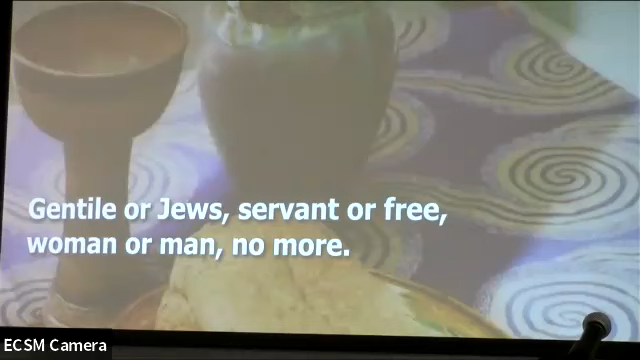 Gentile or Jews, servant or free,
woman or man, no more.
ECSM Camera